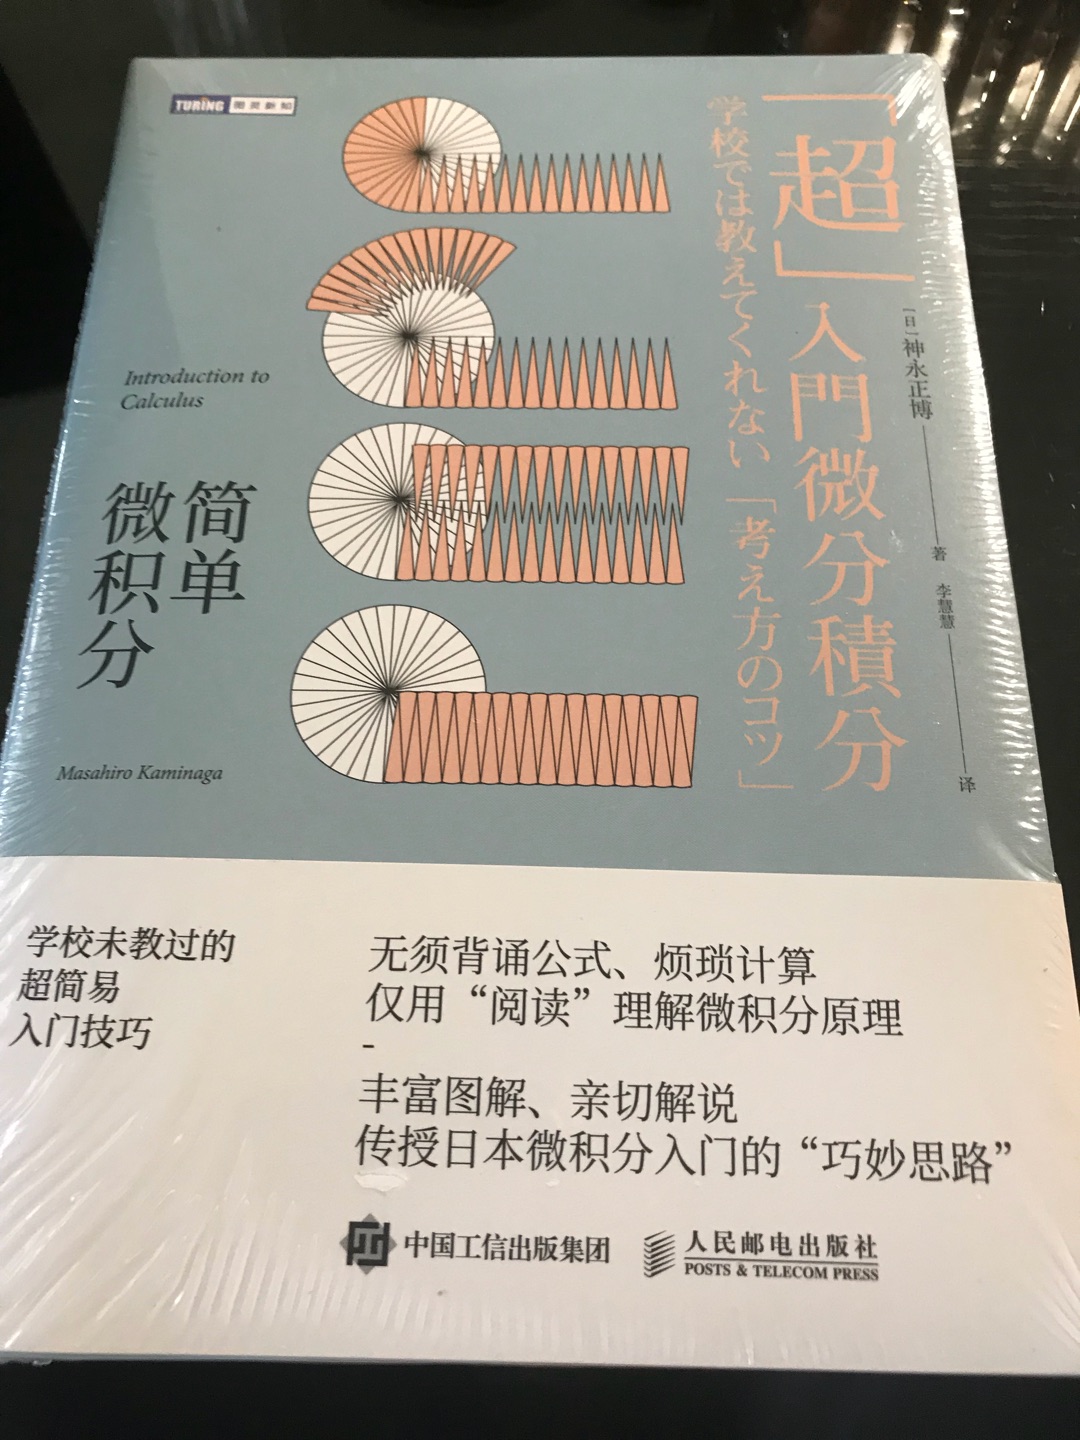 TURING 图灵新知
「超」入門微分積分
学校では教えてくれない「考え方のコツ」
[日]神永正博 著 李慧慧 译
Introduction to
Calculus
简单
微积分
Masahiro Kaminaga
学校未教过的
超简易
入门技巧
无须背诵公式、烦琐计算
仅用“阅读”理解微积分原理
-
丰富图解、亲切解说
传授日本微积分入门的“巧妙思路”
中国工信出版集团
人民邮电出版社
POSTS & TELECOM PRESS